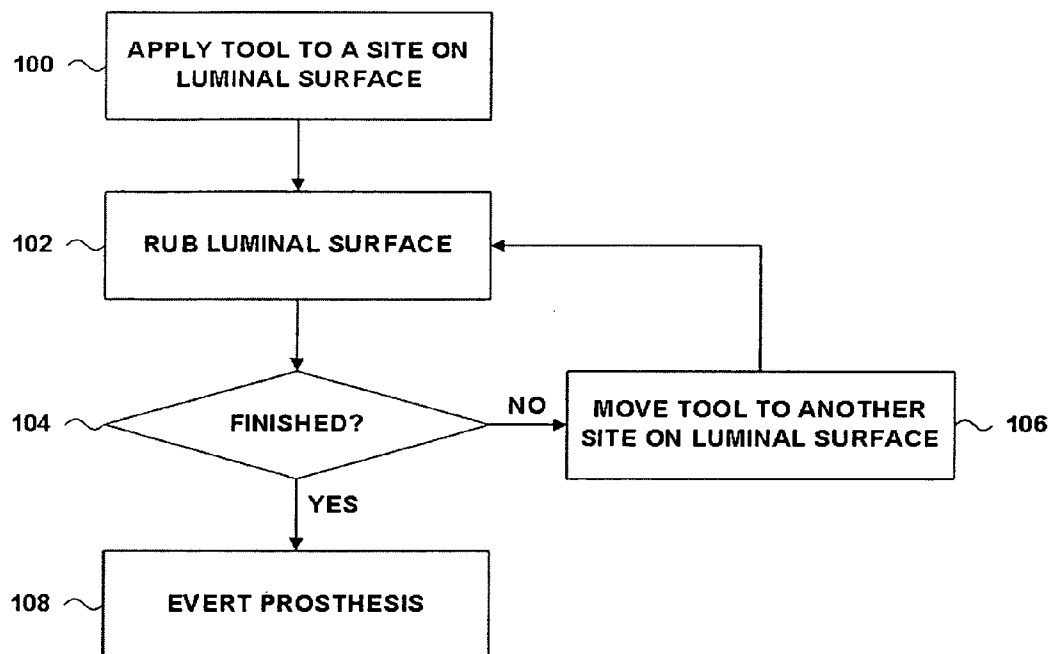 100
APPLY TOOL TO A SITE ON
LUMINAL SURFACE
102
RUB LUMINAL SURFACE
104
FINISHED?
NO
MOVE TOOL TO ANOTHER
SITE ON LUMINAL SURFACE
106
YES
108
EVERT PROSTHESIS